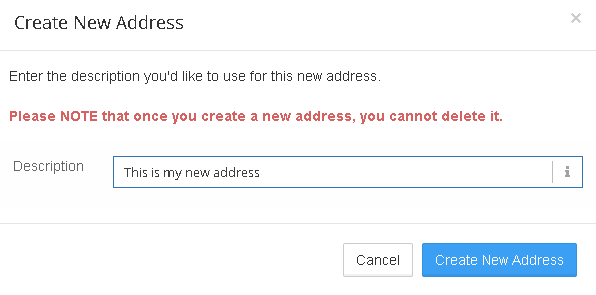 Create New Address
×
Enter the description you'd like to use for this new address.
Please NOTE that once you create a new address, you cannot delete it.
Description
This is my new address
i
Cancel
Create New Address